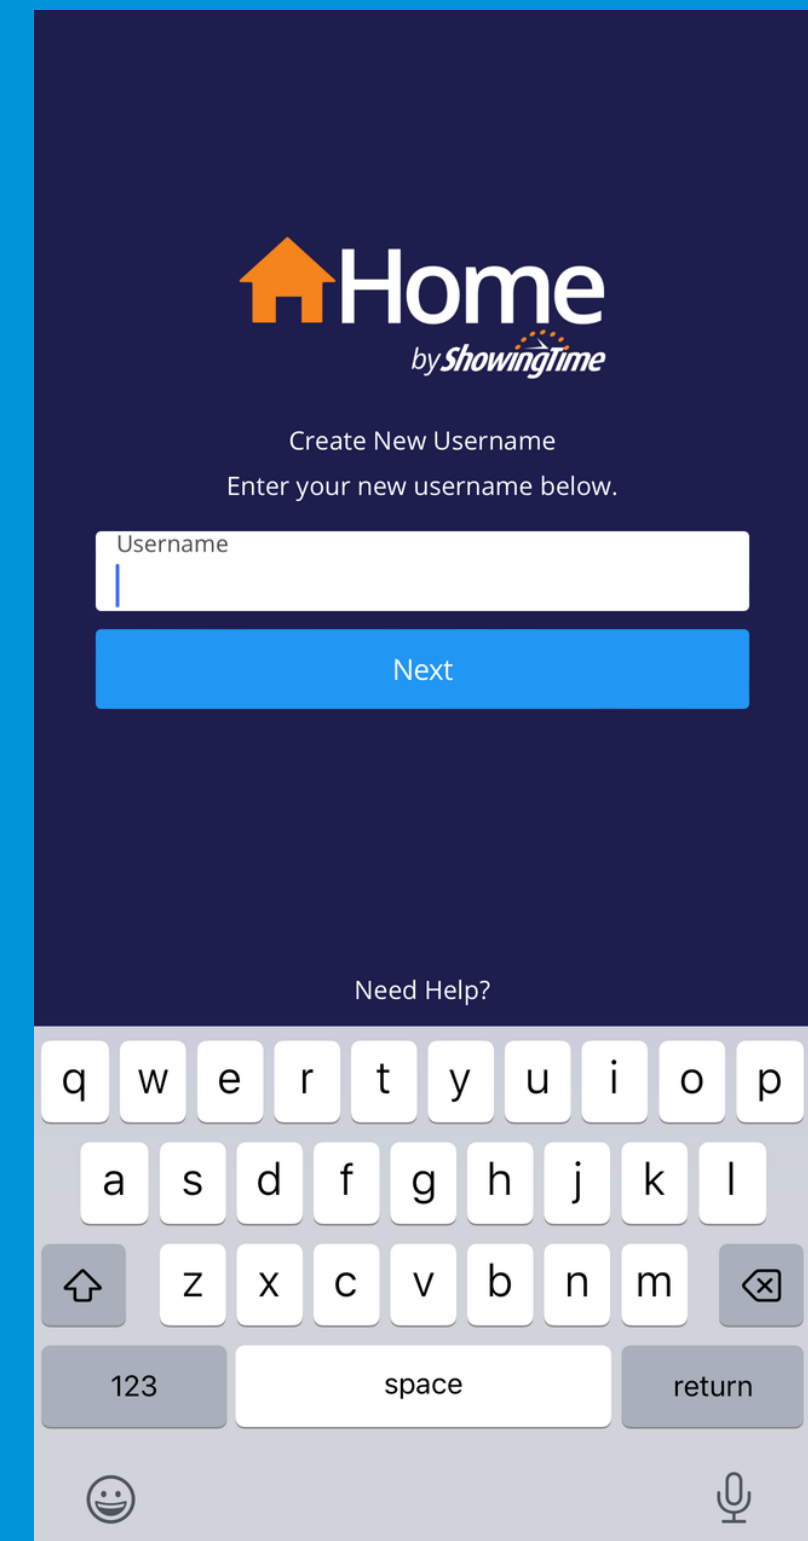 Home
by ShowingTime
Create New Username
Enter your new username below.
Username
Next
Need Help?
q w e r t y u i o p
a s d f g h j k l
z x c v b n m
123 space return